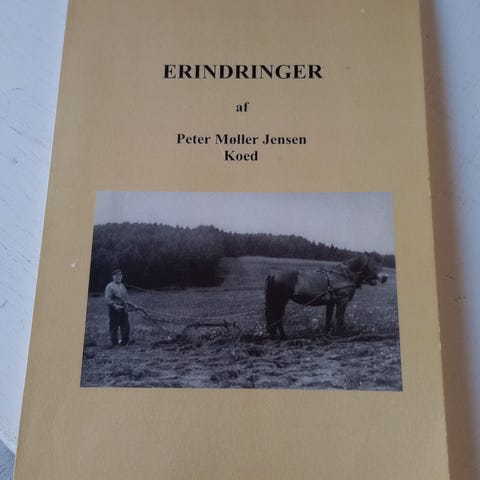 ERINDRINGER
af
Peter Møller Jensen
Koed